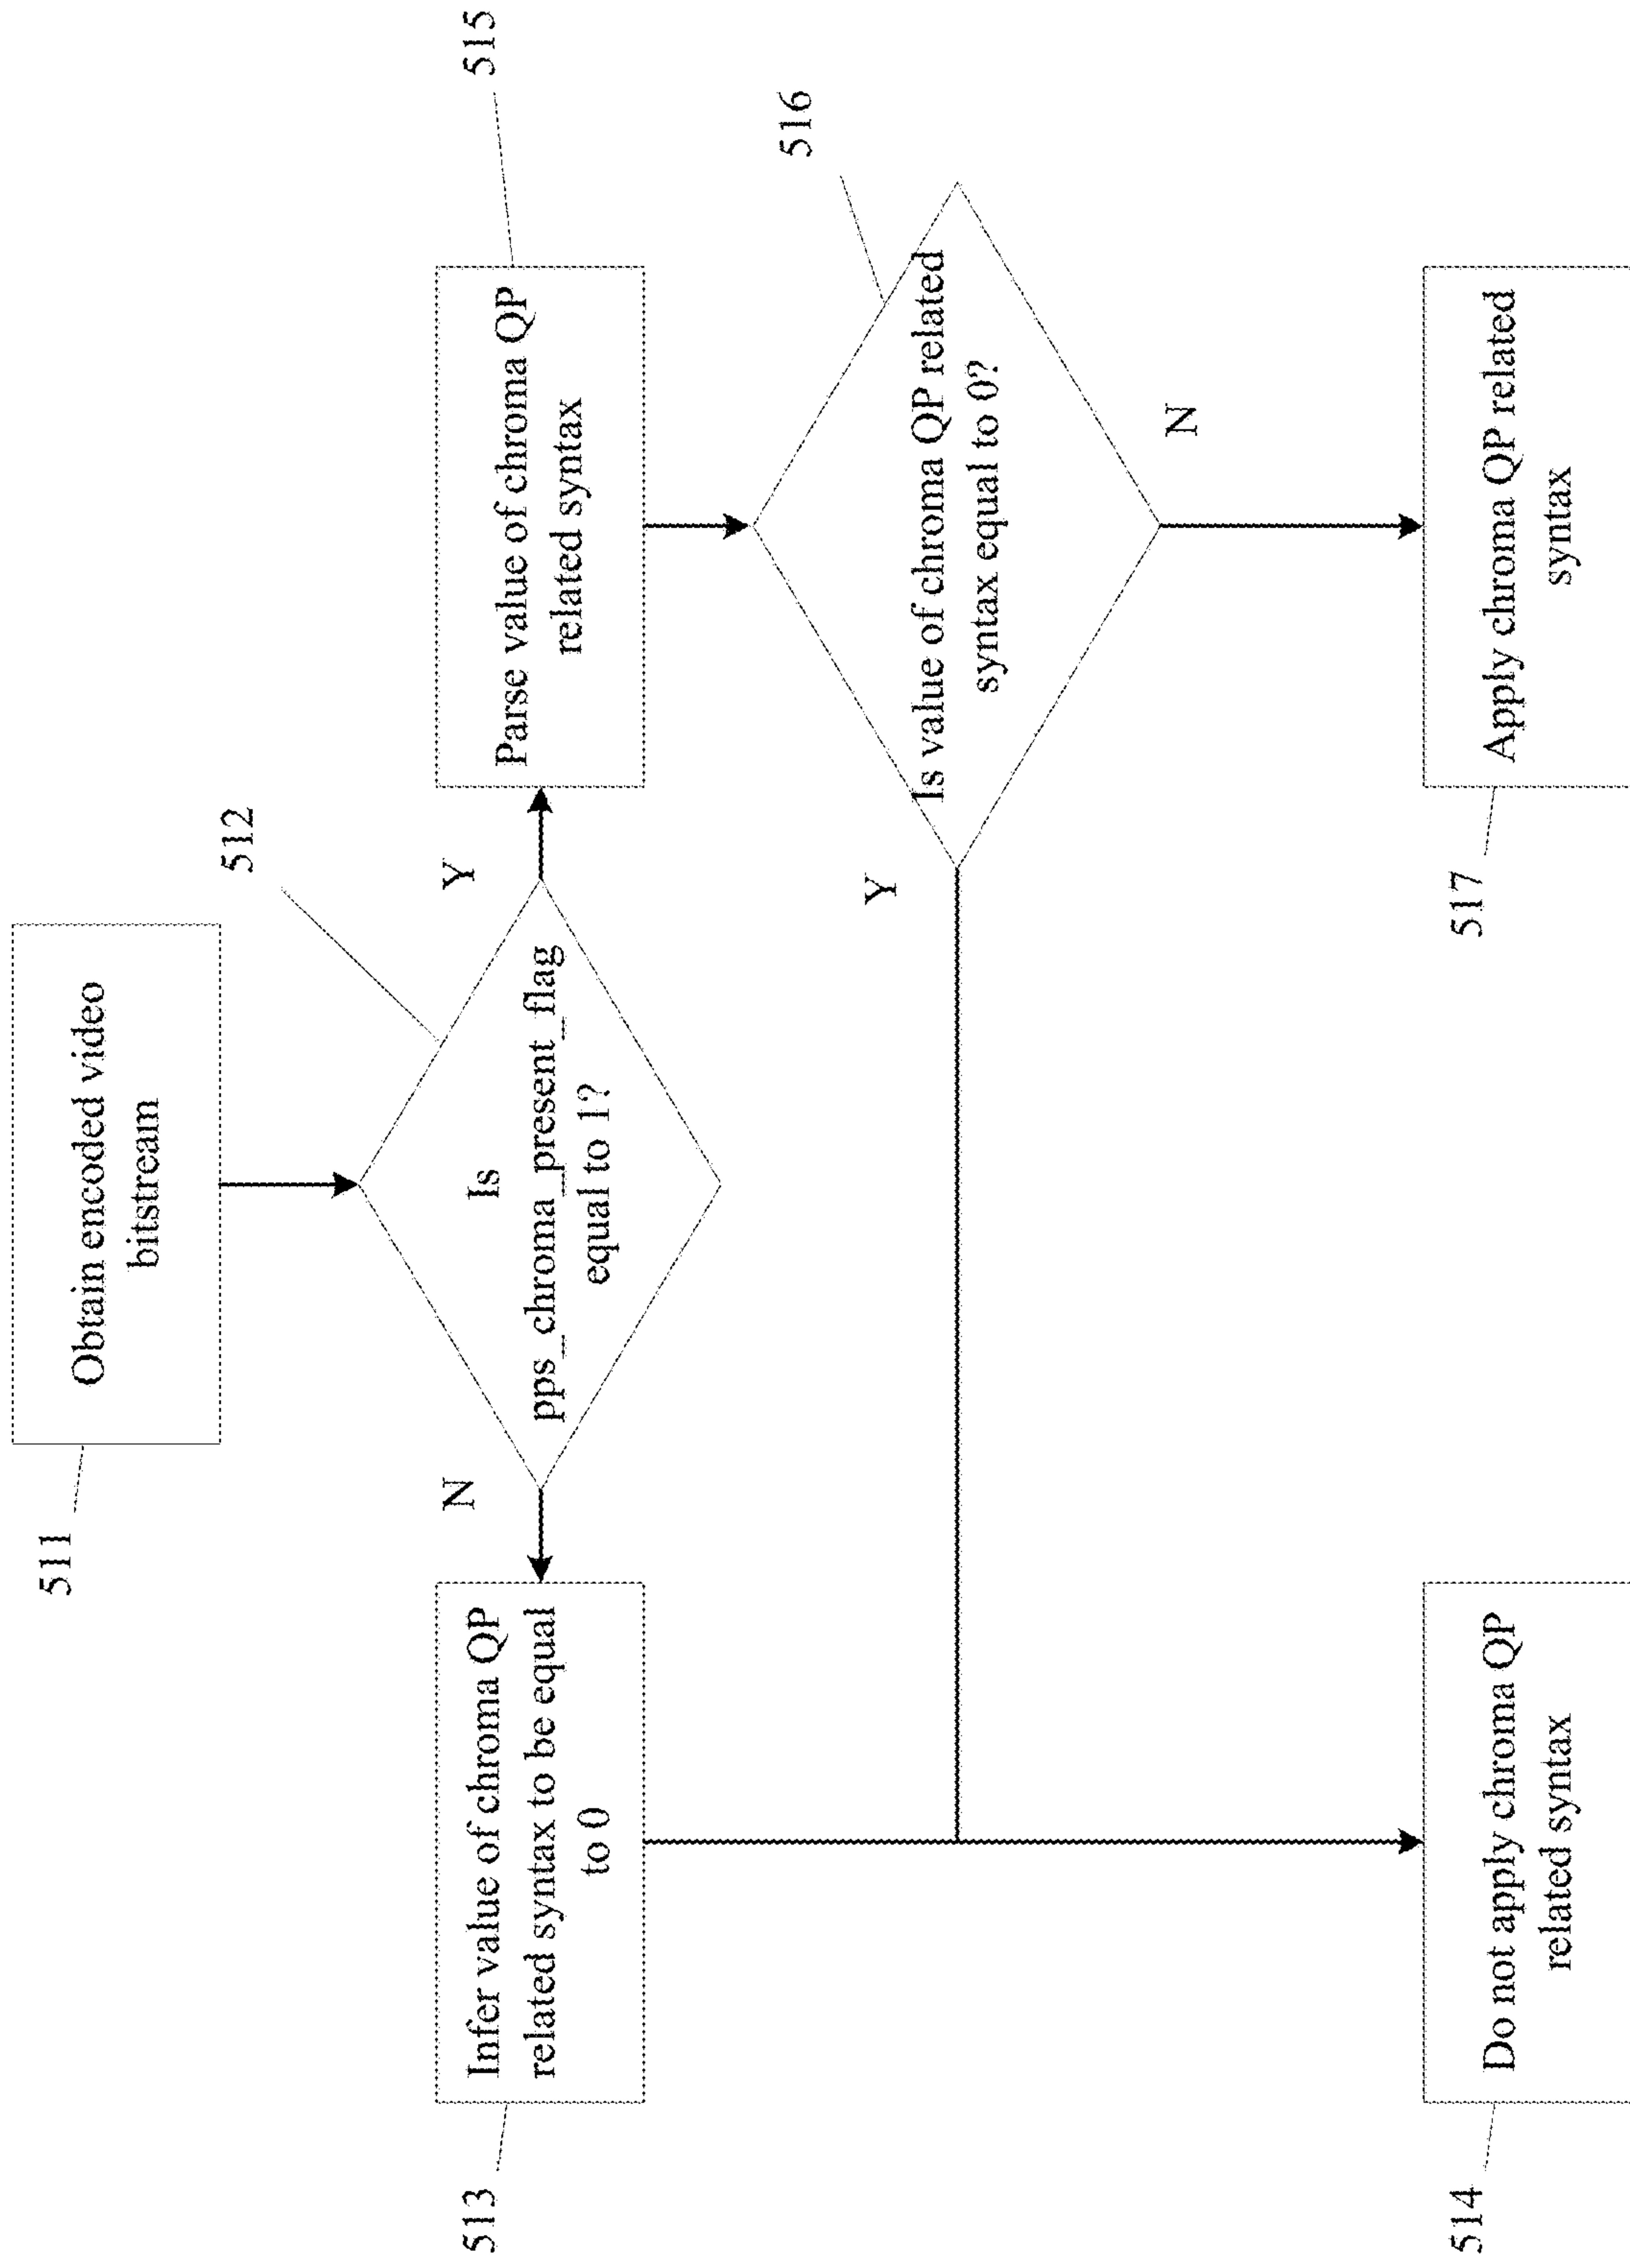 511
Obtain encoded video
bitstream
512
Is
pps_chroma_present_flag
equal to 1?
N
Y
513
Infer value of chroma QP
related syntax to be equal
to 0
Parse value of chroma QP
related syntax
515
516
Is value of chroma QP related
syntax equal to 0?
Y
N
514
Do not apply chroma QP
related syntax
517
Apply chroma QP related
syntax